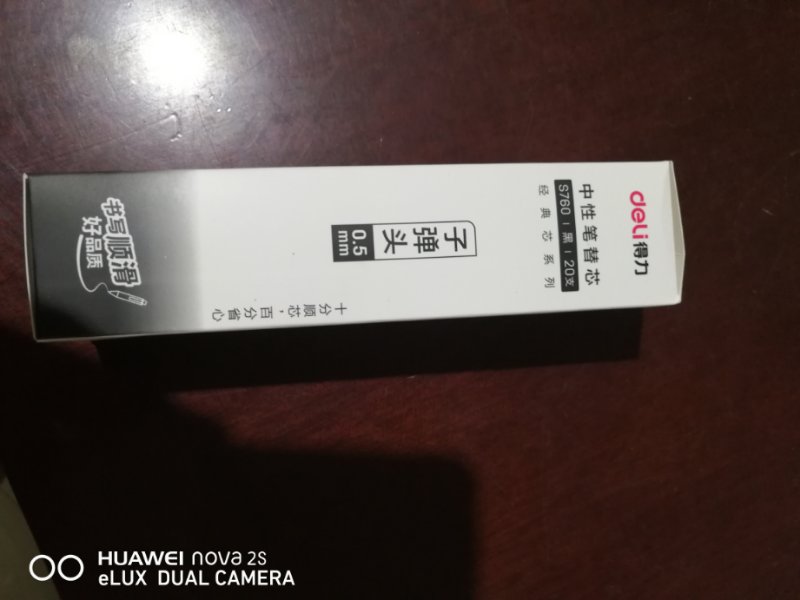 deli得力
中性笔替芯
S760 | 黑 | 20支
经典芯系列
子弹头
0.5
mm
十分顺芯，百分省心
书写顺滑
好品质
HUAWEI nova 2s
eLUX DUAL CAMERA